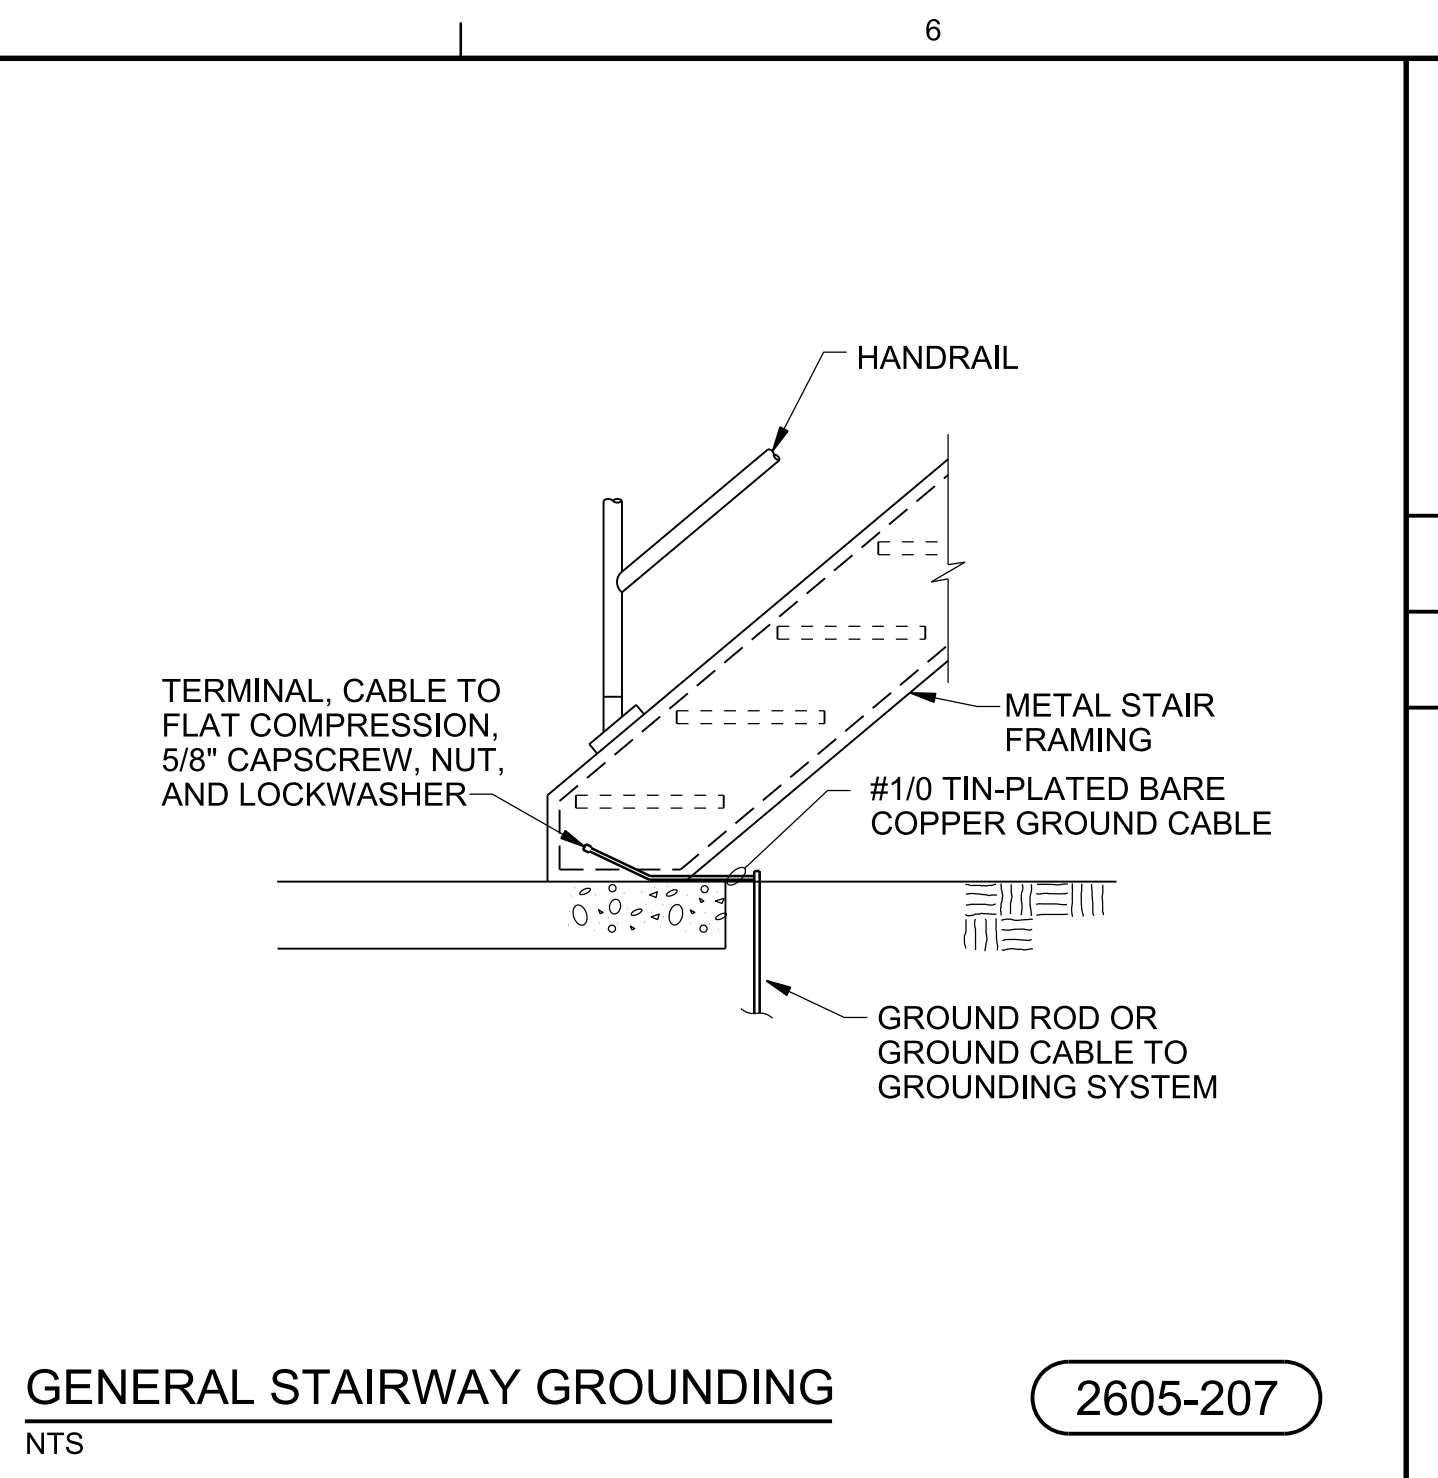 6
HANDRAIL
TERMINAL, CABLE TO
FLAT COMPRESSION,
5/8" CAPSCREW, NUT,
AND LOCKWASHER
METAL STAIR
FRAMING
#1/0 TIN-PLATED BARE
COPPER GROUND CABLE
GROUND ROD OR
GROUND CABLE TO
GROUNDING SYSTEM
GENERAL STAIRWAY GROUNDING
2605-207
NTS